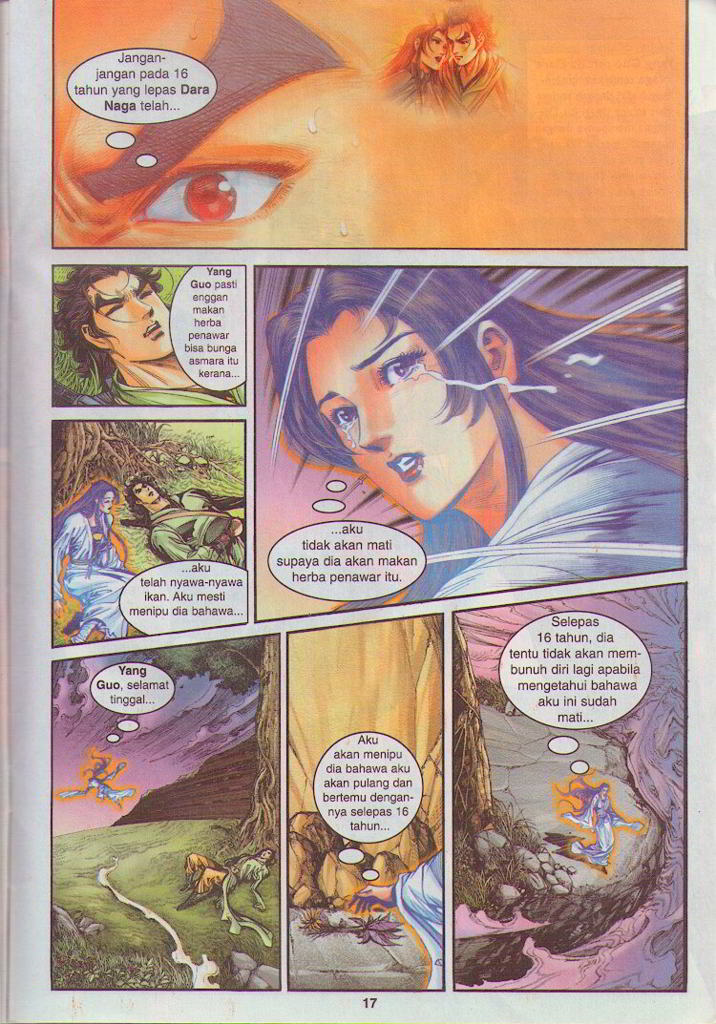 Jangan-
jangan pada 16
tahun yang lepas Dara
Naga telah...
Yang
Guo pasti
enggan
makan
herba
penawar
bisa bunga
asmara itu
kerana...
...aku
telah nyawa-nyawa
ikan. Aku mesti
menipu dia bahawa...
...aku
tidak akan mati
supaya dia akan makan
herba penawar itu.
Yang
Guo, selamat
tinggal...
Aku
akan menipu
dia bahawa aku
akan pulang dan
bertemu dengan-
nya selepas 16
tahun...
Selepas
16 tahun, dia
tentu tidak akan mem-
bunuh diri lagi apabila
mengetahui bahawa
aku ini sudah
mati...
17